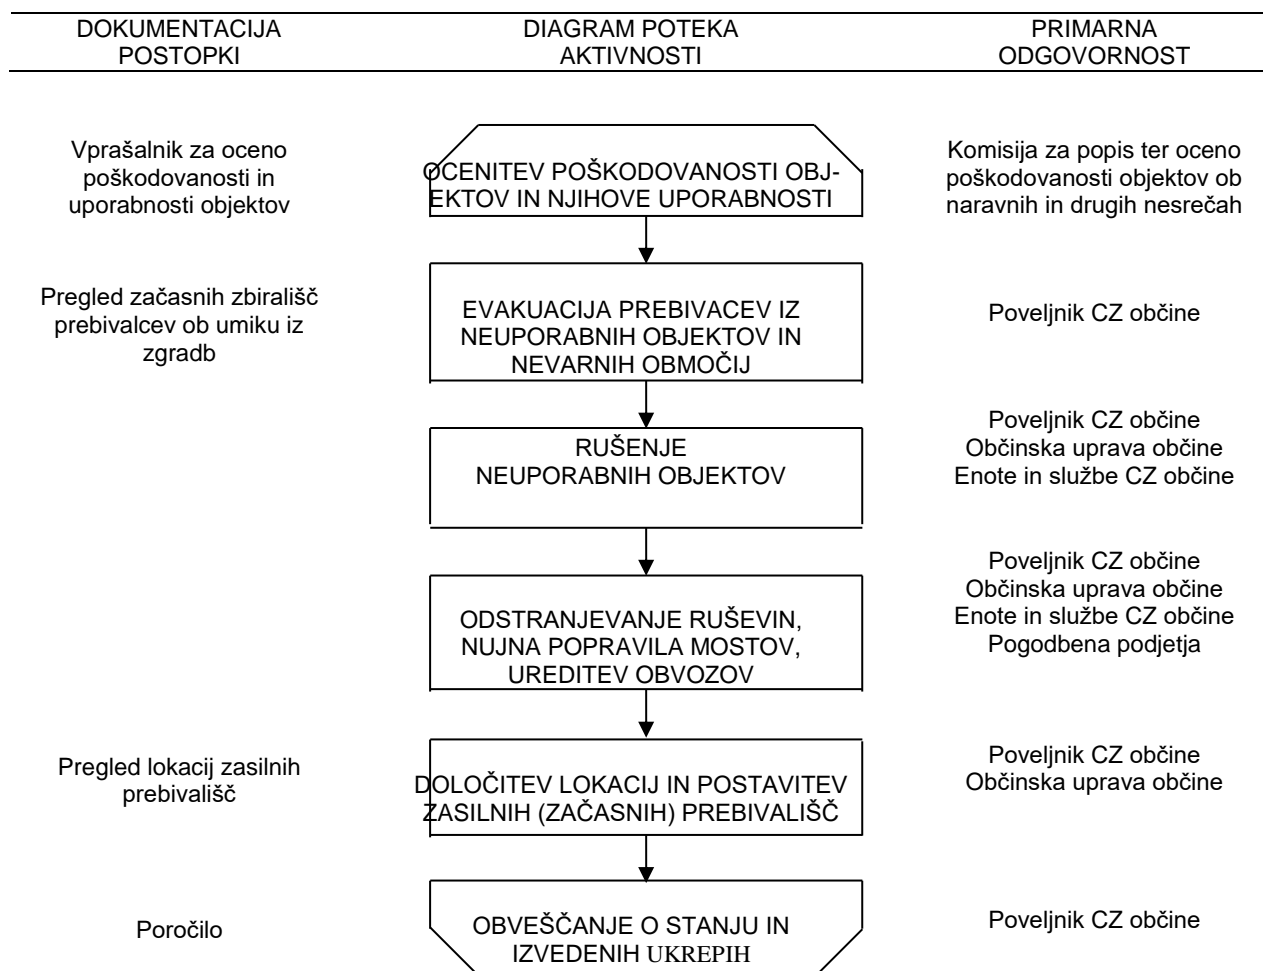 DOKUMENTACIJA
POSTOPKI
DIAGRAM POTEKA
AKTIVNOSTI
PRIMARNA
ODGOVORNOST
Vprašalnik za oceno
poškodovanosti in
uporabnosti objektov
OCENITEV POŠKODOVANOSTI OBJ-
EKTOV IN NJIHOVE UPORABNOSTI
Komisija za popis ter oceno
poškodovanosti objektov ob
naravnih in drugih nesrečah
Pregled začasnih zbirališč
prebivalcev ob umiku iz
zgradb
EVAKUACIJA PREBIVACEV IZ
NEUPORABNIH OBJEKTOV IN
NEVARNIH OBMOČIJ
Poveljnik CZ občine
RUŠENJE
NEUPORABNIH OBJEKTOV
Poveljnik CZ občine
Občinska uprava občine
Enote in službe CZ občine
ODSTRANJEVANJE RUŠEVIN,
NUJNA POPRAVILA MOSTOV,
UREDITEV OBVOZOV
Poveljnik CZ občine
Občinska uprava občine
Enote in službe CZ občine
Pogodbena podjetja
Pregled lokacij zasilnih
prebivališč
DOLOČITEV LOKACIJ IN POSTAVITEV
ZASILNIH (ZAČASNIH) PREBIVALIŠČ
Poveljnik CZ občine
Občinska uprava občine
Poročilo
OBVEŠČANJE O STANJU IN
IZVEDENIH UKREPIH
Poveljnik CZ občine